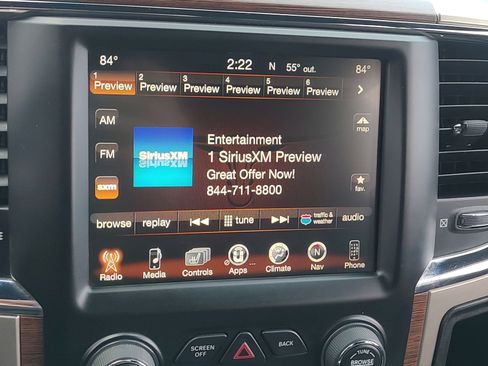 84° 2:22 N 55° out. 84°
1 2 3 4 5 6
Preview Preview Preview Preview Preview Preview
AM
map
Entertainment
SiriusXM
1 SiriusXM Preview
FM
Great Offer Now!
sxm
844-711-8800
fav.
browse replay tune traffic & weather audio
Radio Media Controls Apps Climate Nav Phone
SCREEN OFF
BACK
TUNE
BROWSE